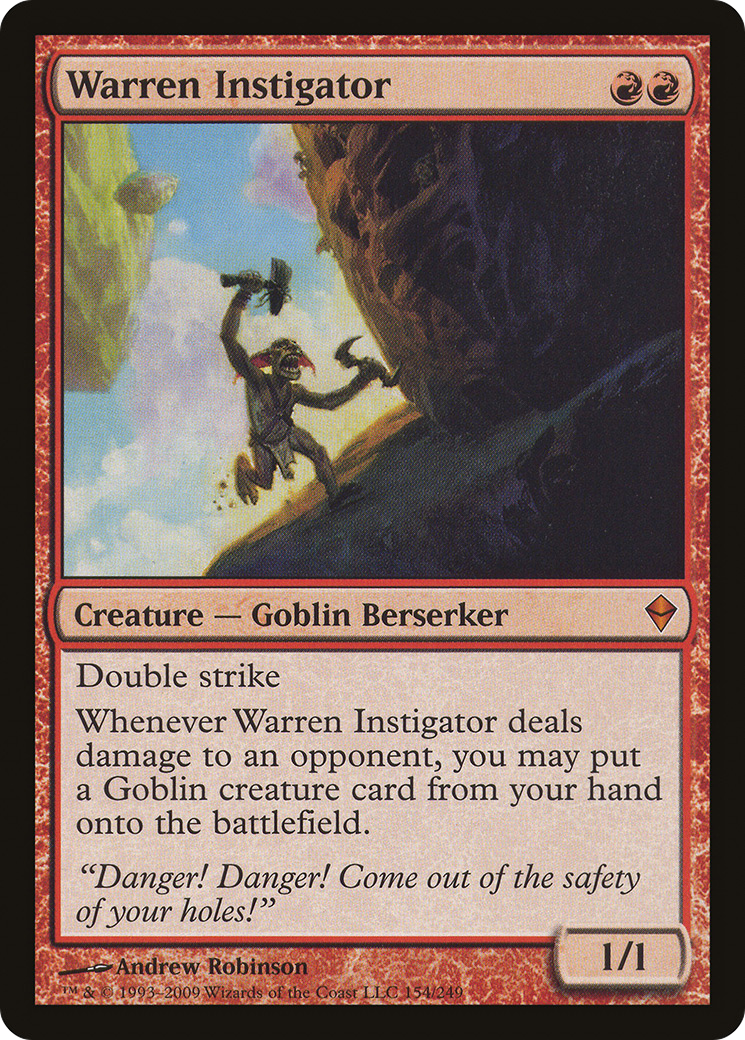 Warren Instigator
Creature — Goblin Berserker
Double strike
Whenever Warren Instigator deals
damage to an opponent, you may put
a Goblin creature card from your hand
onto the battlefield.
“Danger! Danger! Come out of the safety
of your holes!”
1/1
Andrew Robinson
™ & © 1993–2009 Wizards of the Coast LLC 154/249